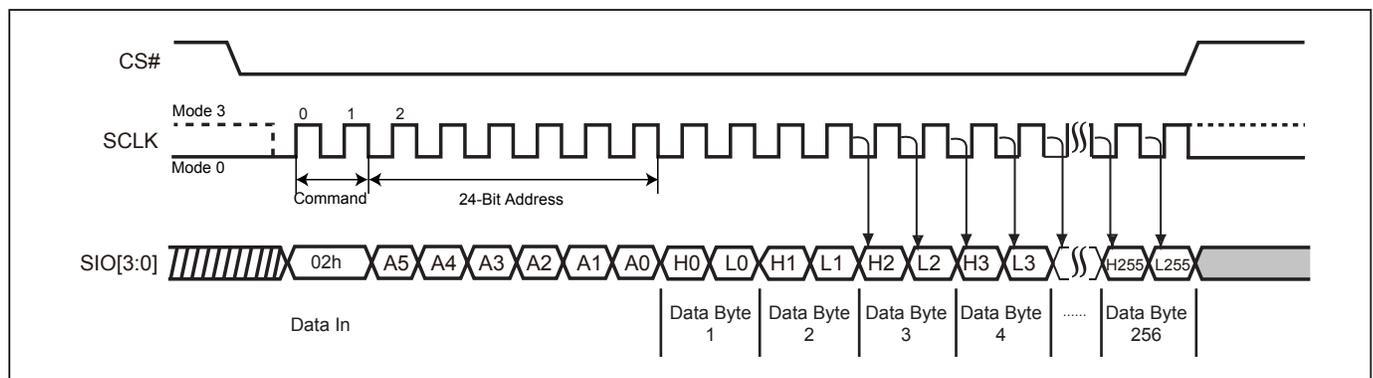 CS#
Mode 3
0 1 2
SCLK
Mode 0
Command
24-Bit Address
SIO[3:0]
02h A5 A4 A3 A2 A1 A0 H0 L0 H1 L1 H2 L2 H3 L3 H255 L255
Data In
Data Byte 1
Data Byte 2
Data Byte 3
Data Byte 4
......
Data Byte 256